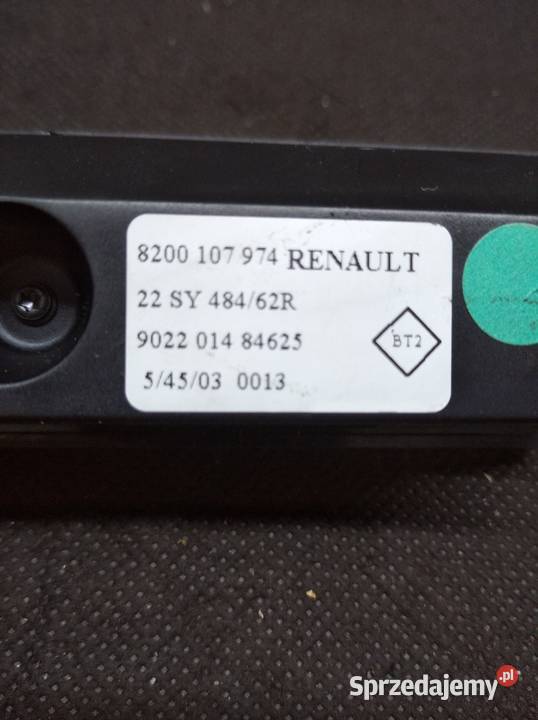 8200 107 974 RENAULT
22 SY 484/62R
9022 014 84625
BT2
5/45/03 0013
Sprzedajemy.pl